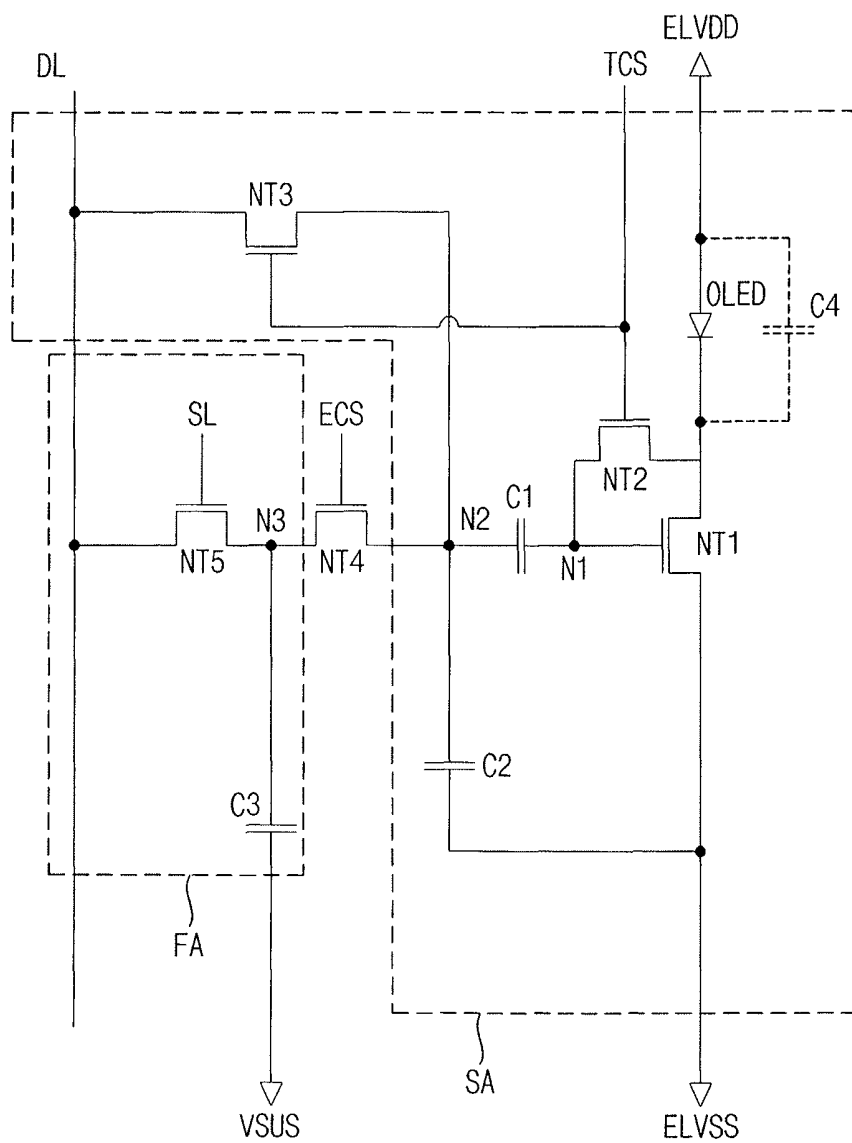 ELVDD
DL
TCS
NT3
OLED
C4
SL
ECS
NT2
C1
N3
N2
NT1
NT5
NT4
N1
C2
C3
FA
SA
VSUS
ELVSS